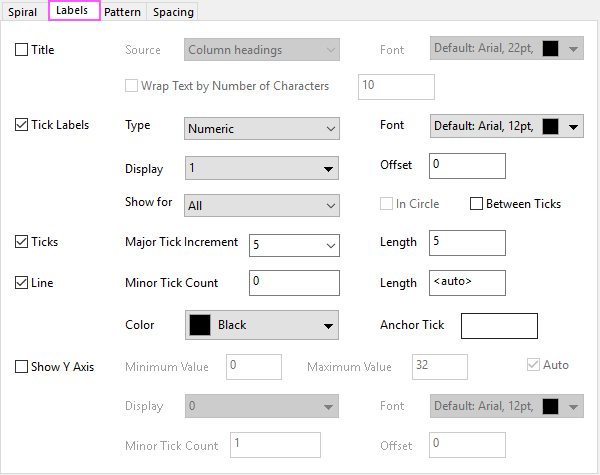 Spiral Labels Pattern Spacing
Title Source Column headings Font Default: Arial, 22pt,
Wrap Text by Number of Characters 10
Tick Labels Type Numeric Font Default: Arial, 12pt,
Display 1 Offset 0
Show for All In Circle Between Ticks
Ticks Major Tick Increment 5 Length 5
Line Minor Tick Count 0 Length <auto>
Color Black Anchor Tick
Show Y Axis Minimum Value 0 Maximum Value 32 Auto
Display 0 Font Default: Arial, 12pt,
Minor Tick Count 1 Offset 0